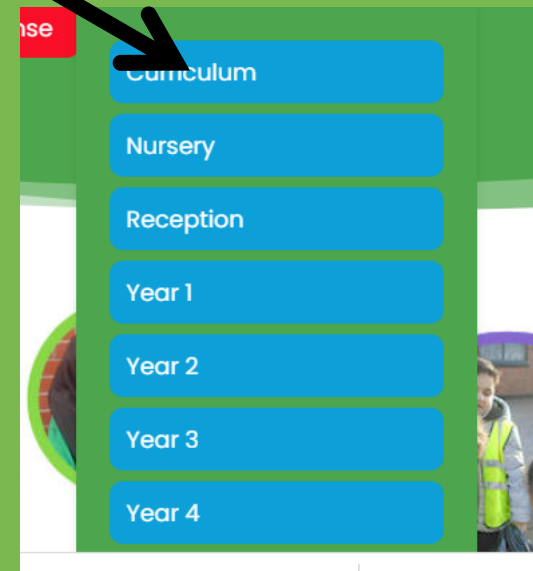 nse
Curriculum
Nursery
Reception
Year 1
Year 2
Year 3
Year 4